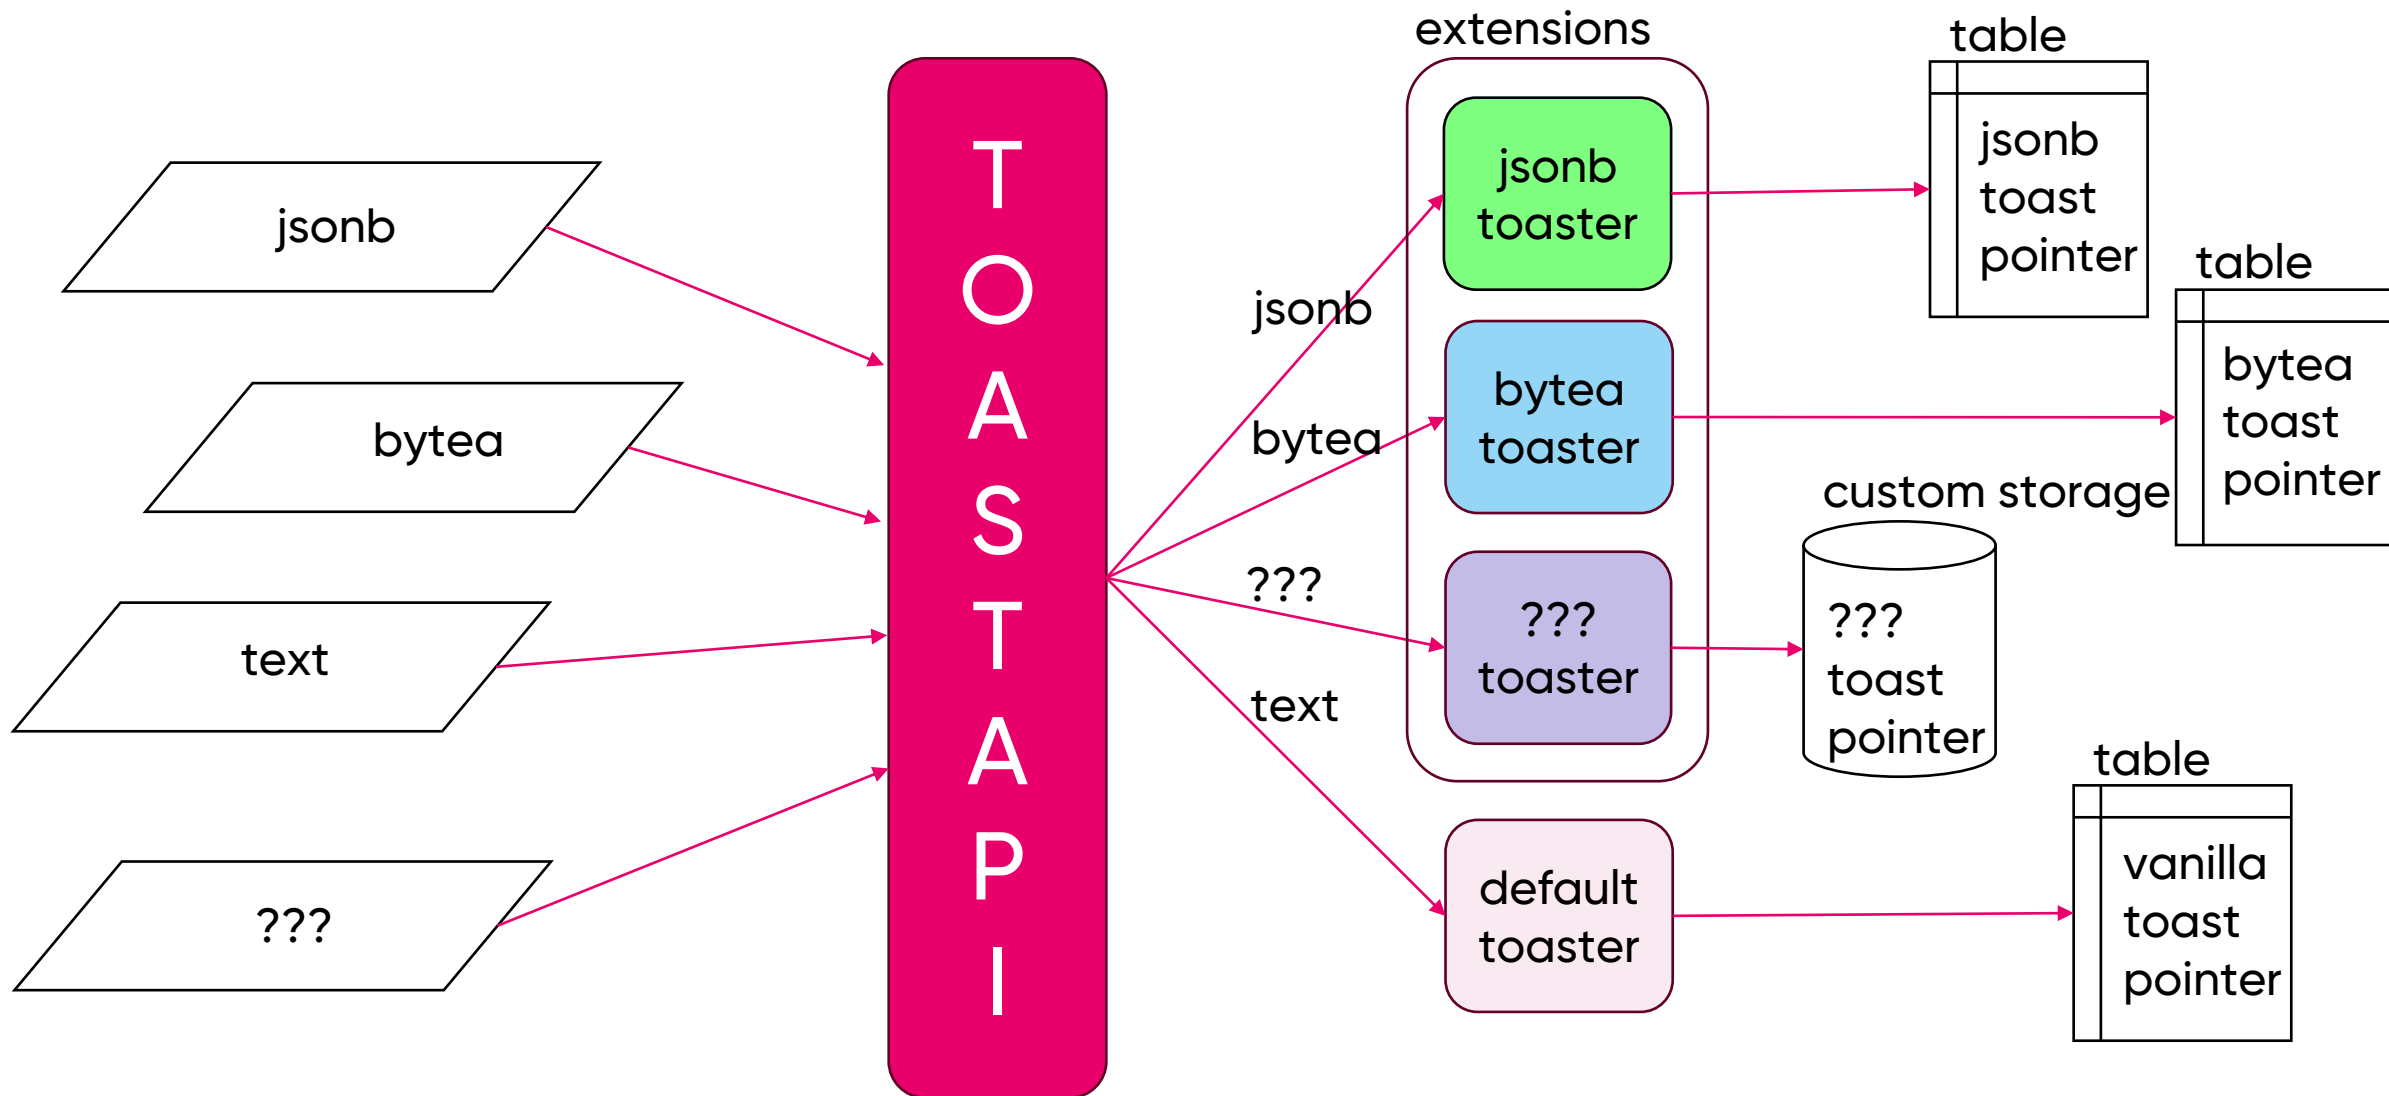 jsonb
bytea
text
???
T
O
A
S
T
A
P
I
jsonb
bytea
???
text
extensions
jsonb
toaster
bytea
toaster
???
toaster
default
toaster
table
jsonb
toast
pointer
table
bytea
toast
pointer
custom storage
???
toast
pointer
table
vanilla
toast
pointer